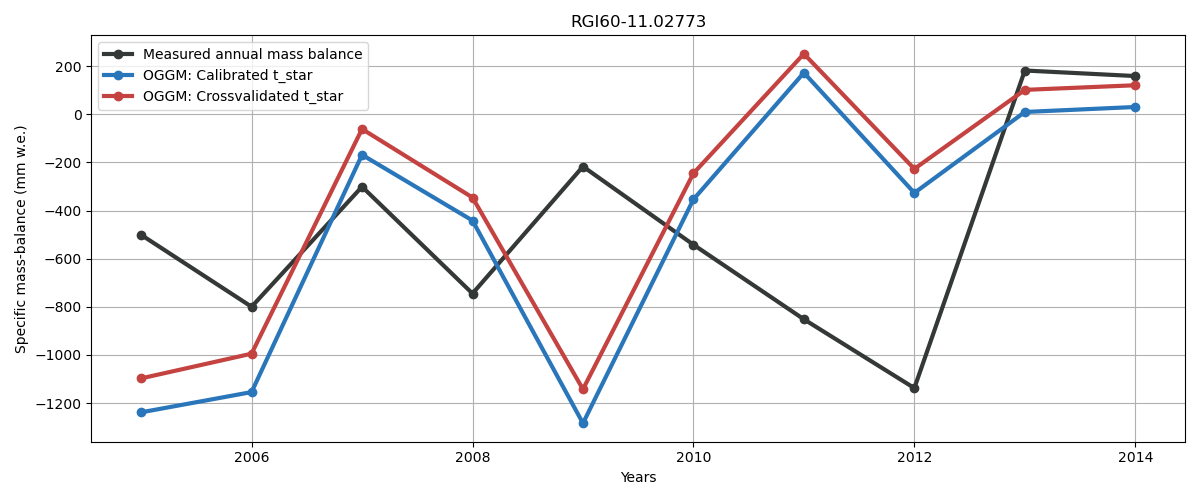 RGI60-11.02773
Measured annual mass balance
OGGM: Calibrated t_star
OGGM: Crossvalidated t_star
Specific mass-balance (mm w.e.)
200
0
−200
−400
−600
−800
−1000
−1200
2006 2008 2010 2012 2014
Years